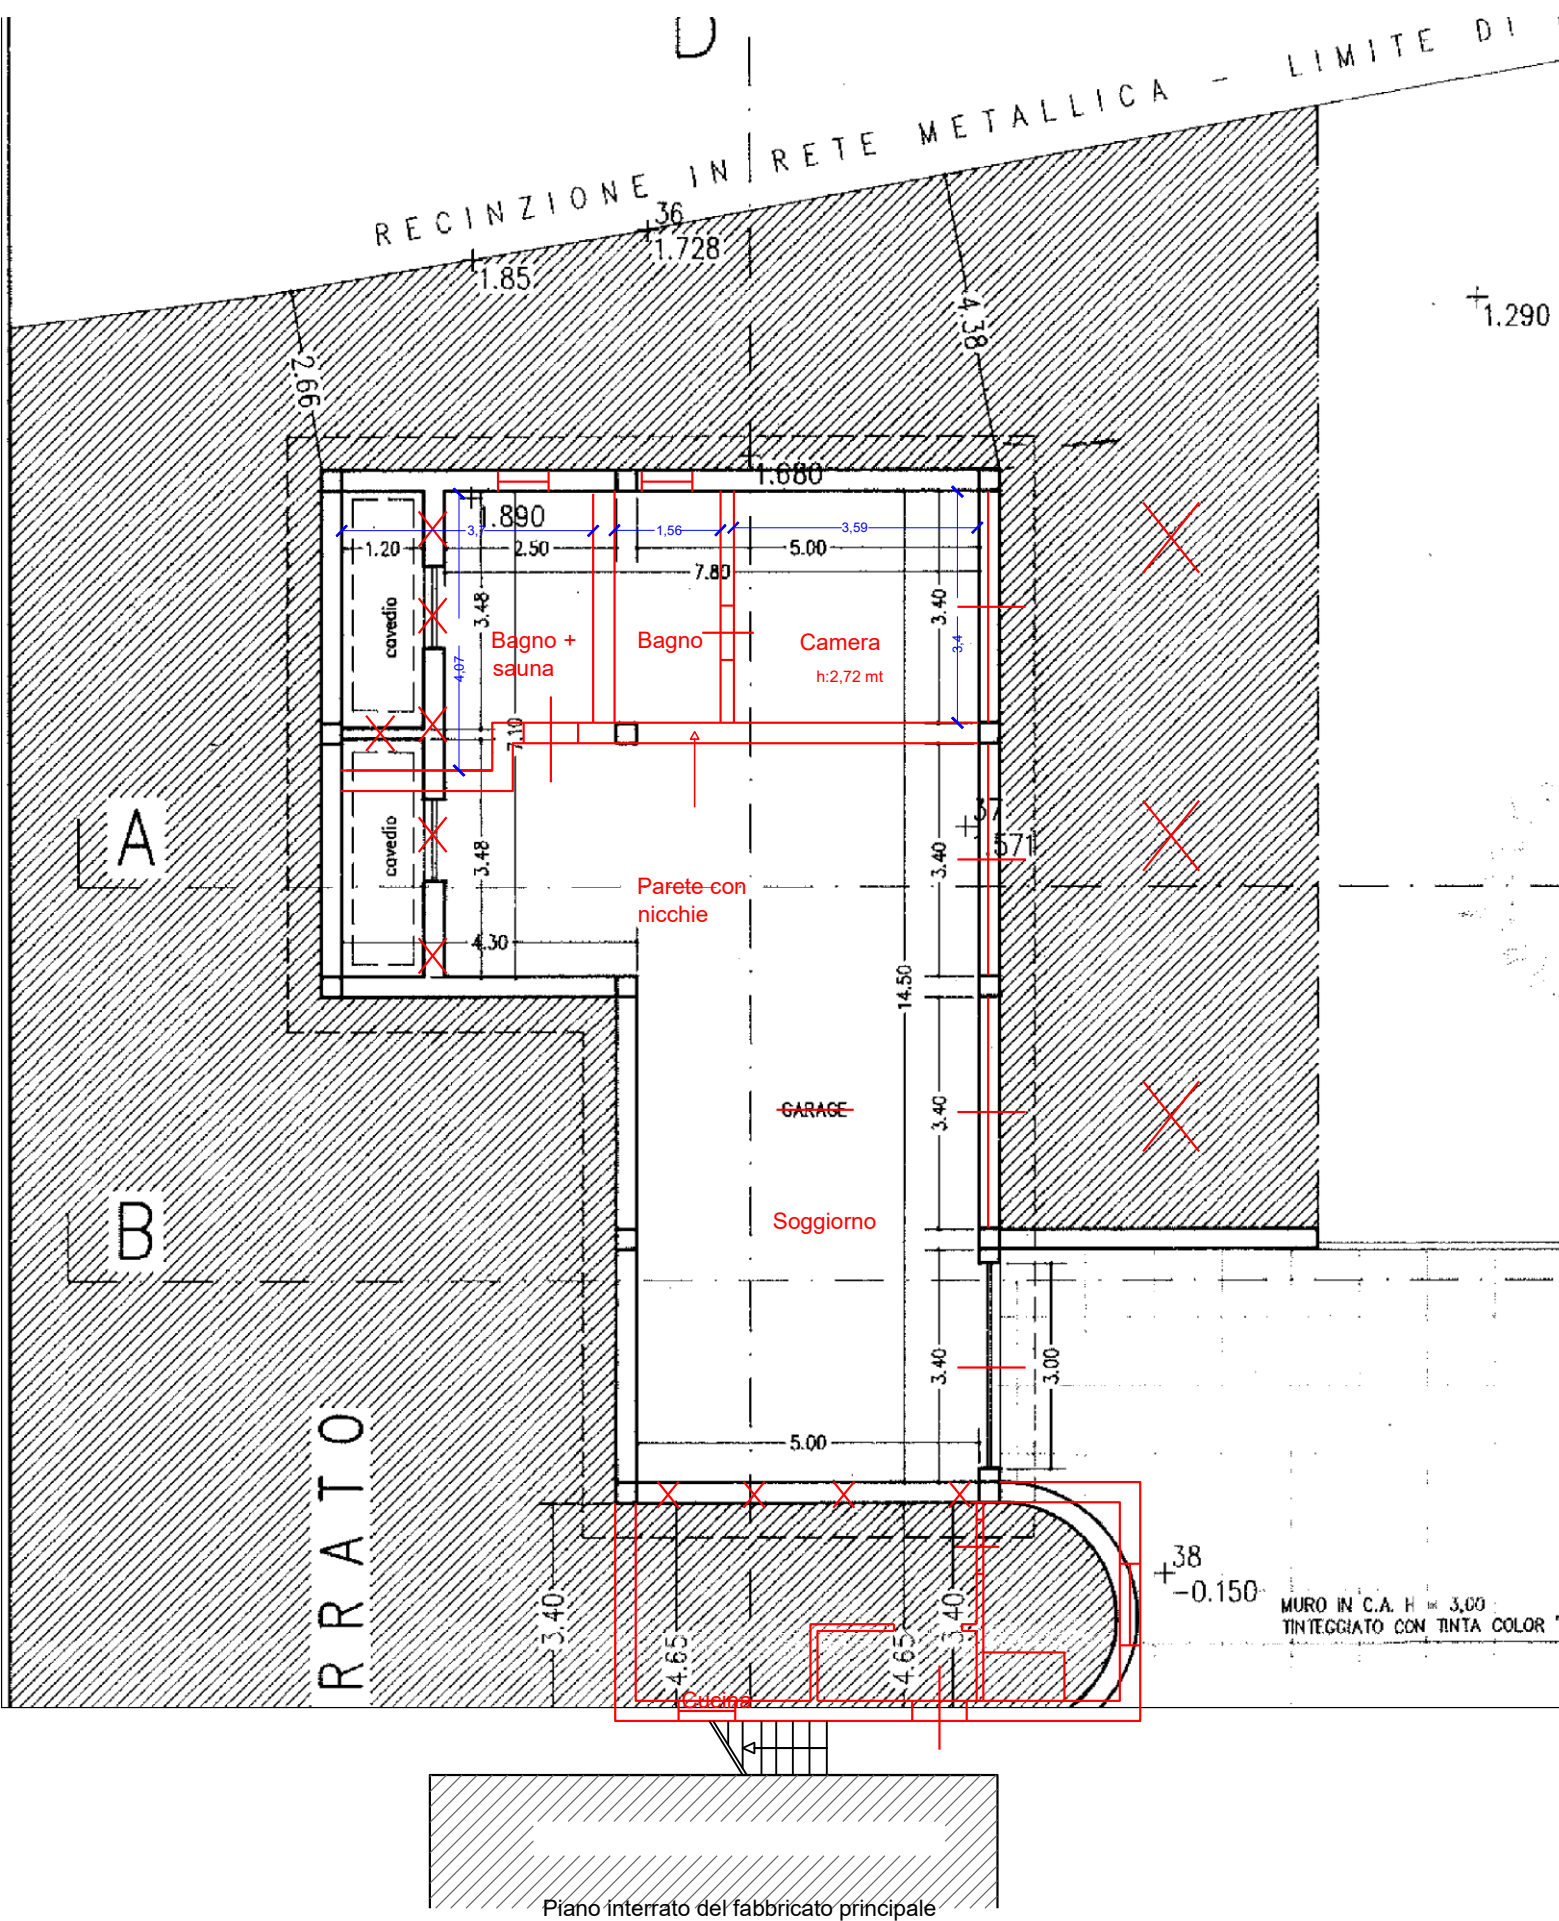 D
RECINZIONE IN RETE METALLICA - LIMITE DI
36
1.728
1.85
1.290
2.66
4.38
1.680
1.890
3,7
1,56
3,59
1.20
2.50
5.00
7.80
cavedio
3.48
3.40
4,07
3,4
Bagno +
sauna
Bagno
Camera
h:2,72 mt
7.10
A
cavedio
3.48
37
.571
3.40
Parete con
nicchie
4.30
14.50
3.40
GARAGE
B
Soggiorno
3.40
3.00
5.00
RRATO
3.40
4.65
4.65
3.40
38
-0.150
MURO IN C.A. H = 3,00
TINTEGGIATO CON TINTA COLOR "
Cucina
Piano interrato del fabbricato principale